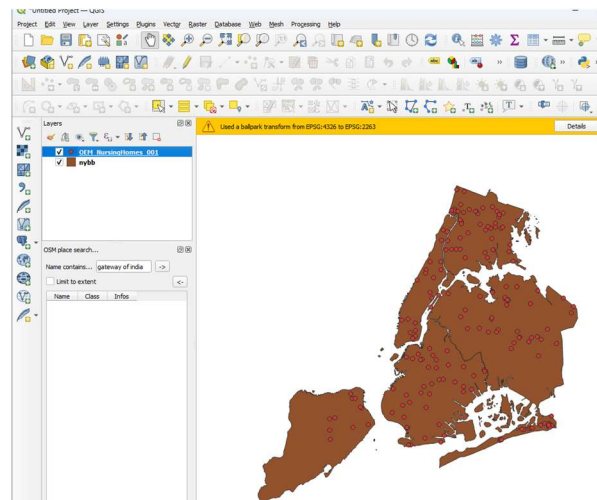 *Untitled Project — QGIS
Project Edit View Layer Settings Plugins Vector Raster Database Web Mesh Processing Help
Layers
OEM_NursingHomes_001
nybb
Used a ballpark transform from EPSG:4326 to EPSG:2263
Details
OSM place search...
Name contains... gateway of india ->
Limit to extent <-
Name Class Infos